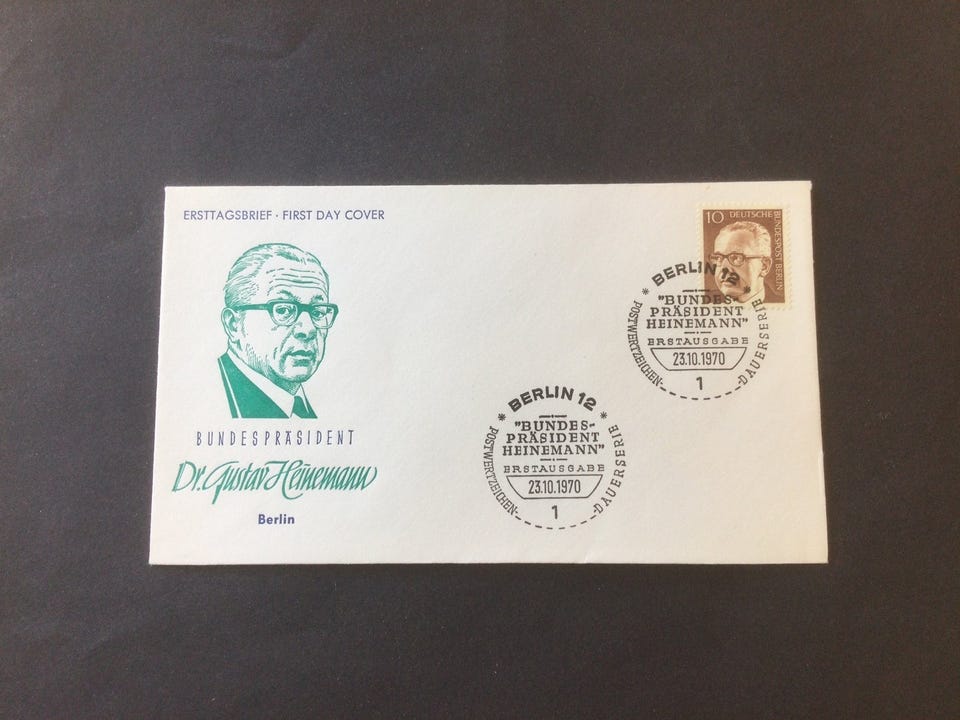 ERSTTAGSBRIEF · FIRST DAY COVER
BUNDESPRÄSIDENT
Dr. Gustav Heinemann
Berlin
10 DEUTSCHE
BUNDESPOST BERLIN
BERLIN 12
"BUNDES-
PRÄSIDENT
HEINEMANN"
ERSTAUSGABE
23.10.1970
1
POSTWERTZEICHEN-
DAUERSERIE
BERLIN 12
"BUNDES-
PRÄSIDENT
HEINEMANN"
ERSTAUSGABE
23.10.1970
1
POSTWERTZEICHEN-
DAUERSERIE